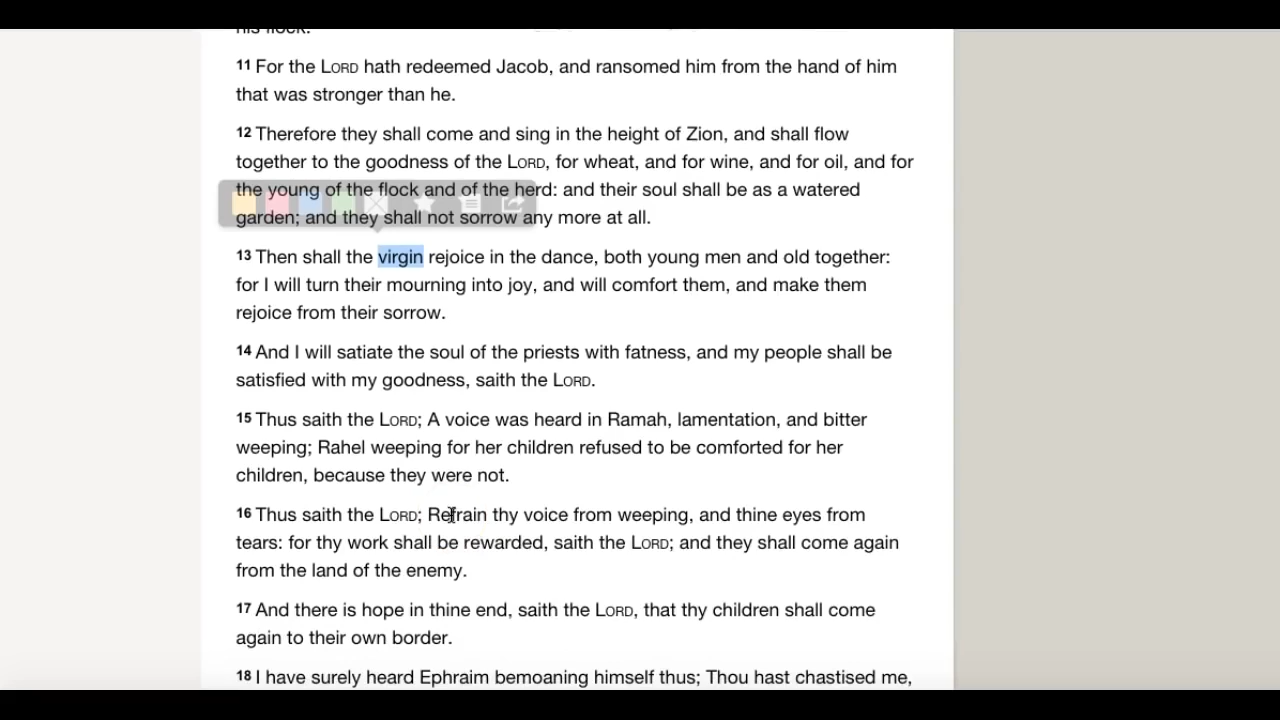 his flock.
11 For the LORD hath redeemed Jacob, and ransomed him from the hand of him
that was stronger than he.
12 Therefore they shall come and sing in the height of Zion, and shall flow
together to the goodness of the LORD, for wheat, and for wine, and for oil, and for
the young of the flock and of the herd: and their soul shall be as a watered
garden; and they shall not sorrow any more at all.
13 Then shall the virgin rejoice in the dance, both young men and old together:
for I will turn their mourning into joy, and will comfort them, and make them
rejoice from their sorrow.
14 And I will satiate the soul of the priests with fatness, and my people shall be
satisfied with my goodness, saith the LORD.
15 Thus saith the LORD; A voice was heard in Ramah, lamentation, and bitter
weeping; Rahel weeping for her children refused to be comforted for her
children, because they were not.
16 Thus saith the LORD; Refrain thy voice from weeping, and thine eyes from
tears: for thy work shall be rewarded, saith the LORD; and they shall come again
from the land of the enemy.
17 And there is hope in thine end, saith the LORD, that thy children shall come
again to their own border.
18 I have surely heard Ephraim bemoaning himself thus; Thou hast chastised me,